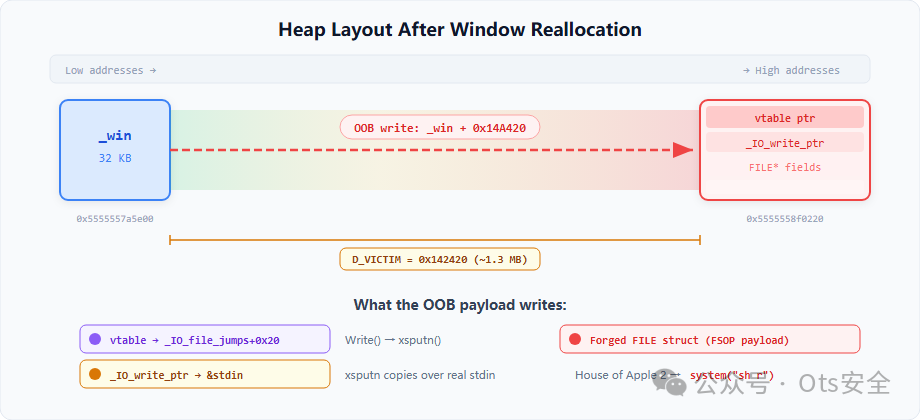 Heap Layout After Window Reallocation
Low addresses → → High addresses
_win
32 KB
OOB write: _win + 0x14A420
vtable ptr
_IO_write_ptr
FILE* fields
0x5555557a5e00
0x5555558f0220
D_VICTIM = 0x142420 (~1.3 MB)
What the OOB payload writes:
vtable → _IO_file_jumps+0x20
Write() → xsputn()
Forged FILE struct (FSOP payload)
_IO_write_ptr → &stdin
xsputn copies over real stdin
House of Apple 2 →
公众号 · Ots安全